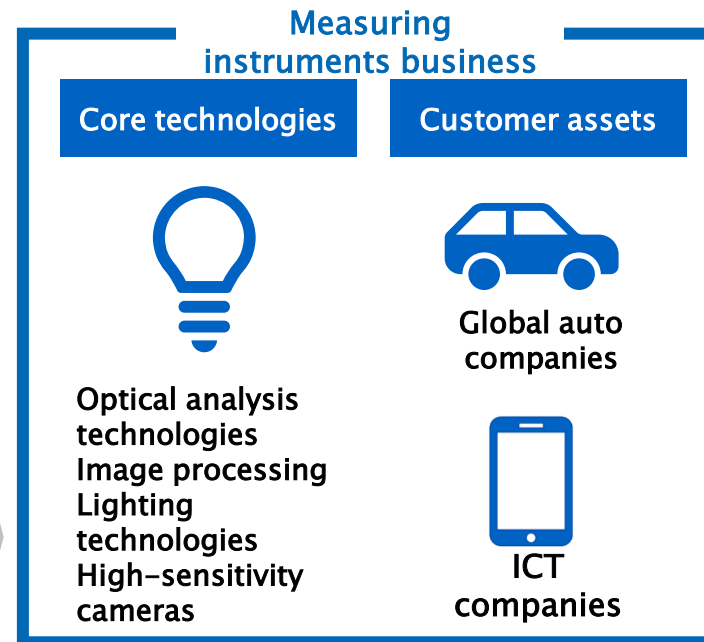 Measuring
instruments business
Core technologies
Customer assets
Optical analysis
technologies
Image processing
Lighting
technologies
High-sensitivity
cameras
Global auto
companies
ICT
companies